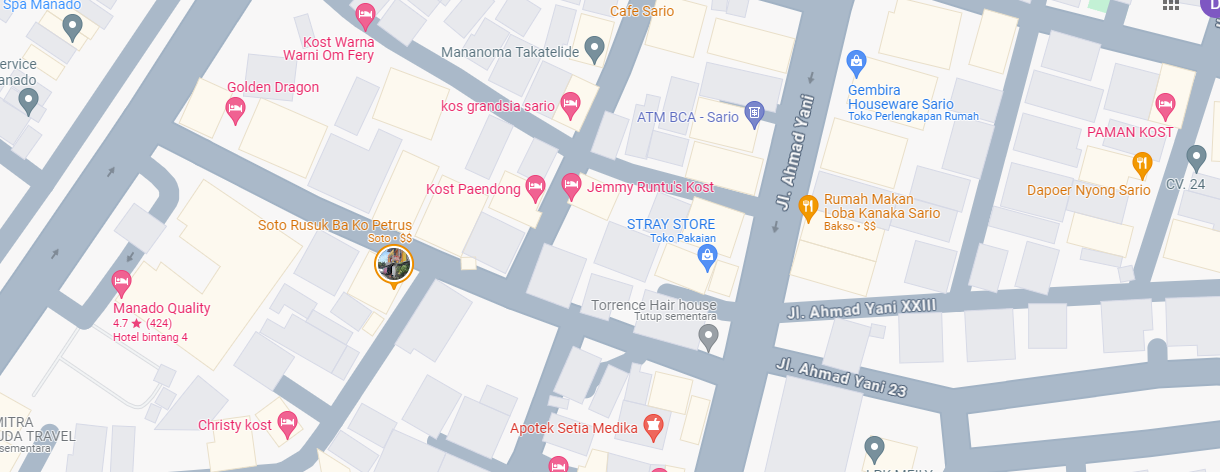 Spa Manado
Cafe Sario
Kost Warna
Warni Om Fery
Mananoma Takatelide
ervice
anado
Golden Dragon
kos grandsia sario
ATM BCA - Sario
Jl. Ahmad Yani
Gembira
Houseware Sario
Toko Perlengkapan Rumah
PAMAN KOST
Kost Paendong
Jemmy Runtu's Kost
Dapoer Nyong Sario
CV. 24
Rumah Makan
Loba Kanaka Sario
Bakso • $$
Soto Rusuk Ba Ko Petrus
Soto • $$
STRAY STORE
Toko Pakaian
Manado Quality
4.7 ★ (424)
Hotel bintang 4
Torrence Hair house
Tutup sementara
Jl. Ahmad Yani XXIII
Jl. Ahmad Yani 23
Christy kost
Apotek Setia Medika
MITRA
UDA TRAVEL
sementara